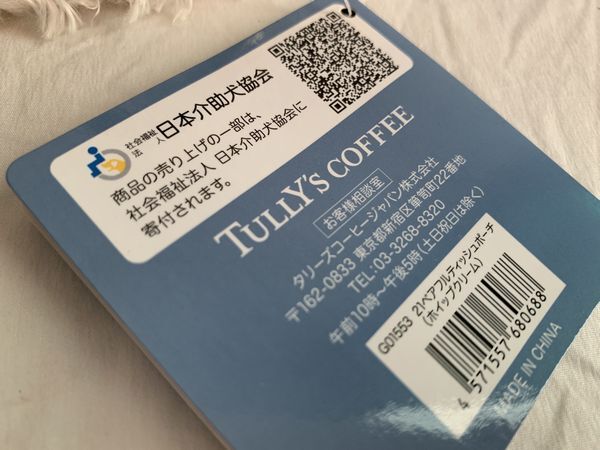 社会福祉法人 日本介助犬協会
商品の売り上げの一部は、
社会福祉法人 日本介助犬協会に
寄付されます。
TULLY'S COFFEE
お客様相談室
タリーズコーヒージャパン株式会社
〒162-0833 東京都新宿区箪笥町22番地
TEL.03-3268-8320
午前10時〜午後5時(土日祝日は除く)
G01553 21ベアフルティッシュポーチ
(ホイップクリーム)
4 571557 680688
MADE IN CHINA